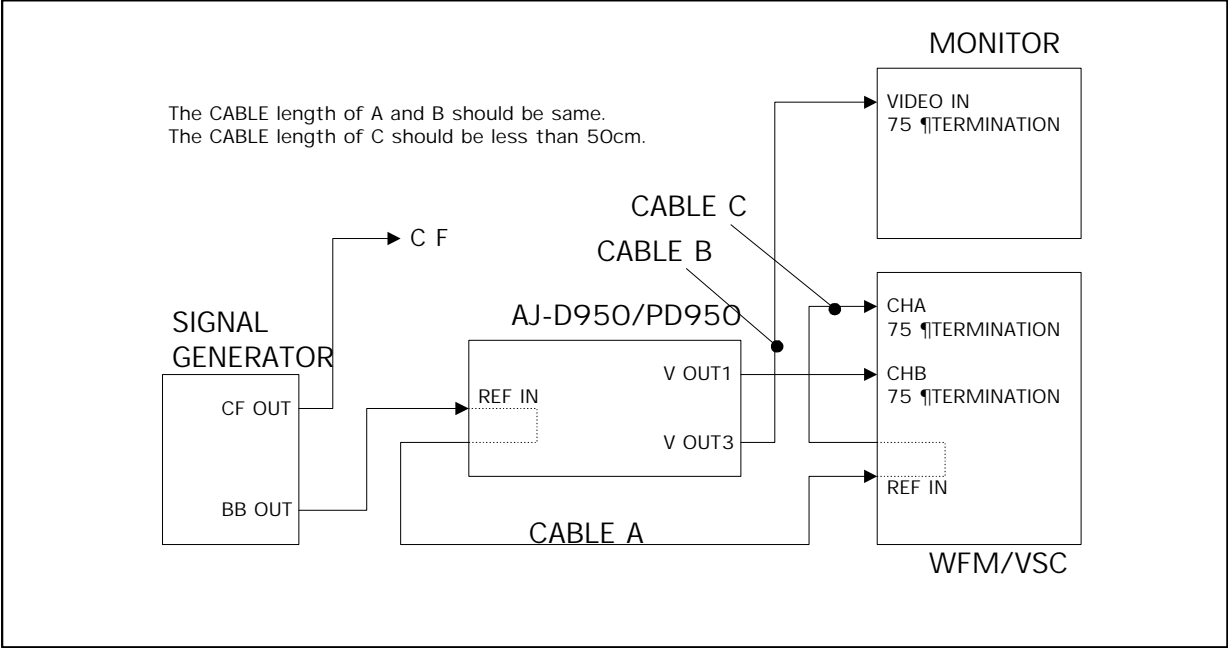 MONITOR
VIDEO IN
75 ¶TERMINATION
The CABLE length of A and B should be same.
The CABLE length of C should be less than 50cm.
CABLE C
C F
CABLE B
SIGNAL
GENERATOR
AJ-D950/PD950
CHA
75 ¶TERMINATION
V OUT1
CHB
75 ¶TERMINATION
REF IN
CF OUT
V OUT3
REF IN
BB OUT
CABLE A
WFM/VSC